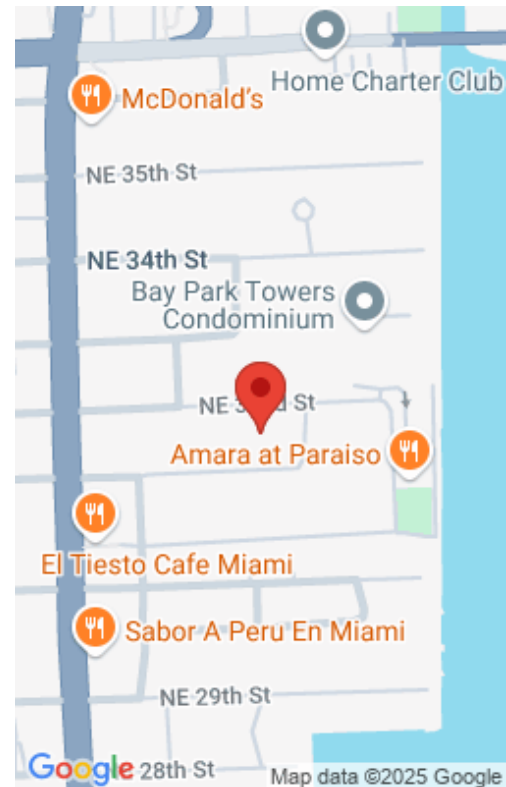 Home Charter Club
McDonald's
NE 35th St
NE 34th St
Bay Park Towers
Condominium
NE 3 d St
Amara at Paraiso
El Tiesto Cafe Miami
Sabor A Peru En Miami
NE 29th St
28th St
Google
Map data ©2025 Google